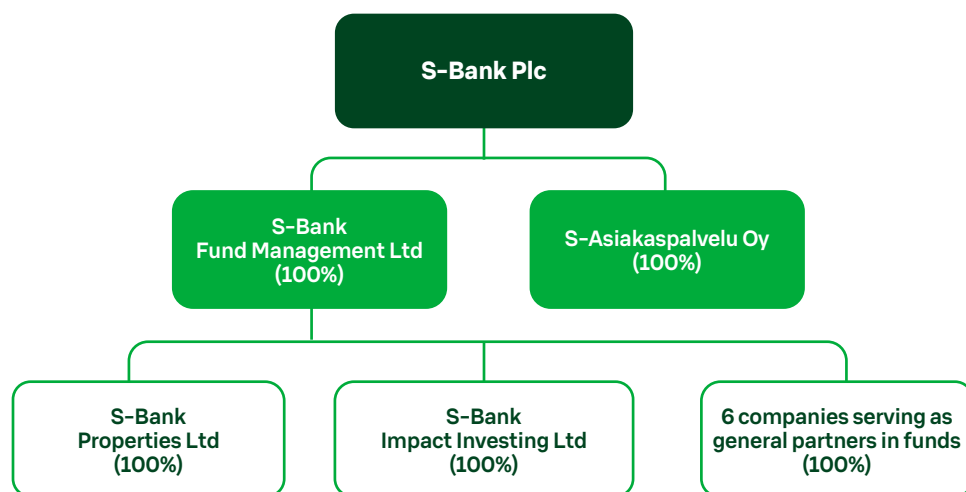 S-Bank Plc
S-Bank
Fund Management Ltd
(100%)
S-Asiakaspalvelu Oy
(100%)
S-Bank
Properties Ltd
(100%)
S-Bank
Impact Investing Ltd
(100%)
6 companies serving as
general partners in funds
(100%)